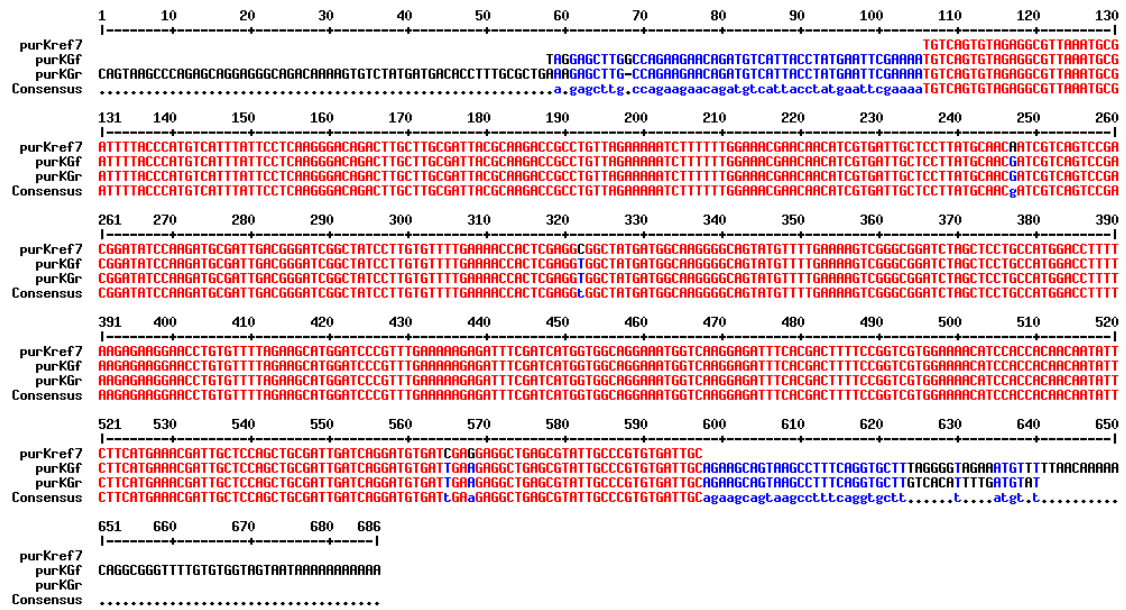 1 10 20 30 40 50 60 70 80 90 100 110 120 130
|--------+---------+---------+---------+---------+---------+---------+---------+---------+---------+---------+---------+---------|
purKref7 TGTCAGTGTAGAGGCGTTAAATGCG
purKGf TAGGAGCTTGGCCAGAAGAACAGATGTCATTACCTATGAATTCGAAAATGTCAGTGTAGAGGCGTTAAATGCG
purKGr CAGTAAGCCCAGAGCAGGAGGGCAGACAAAAGTGTCTATGATGACACCTTTGCGCTGAAAGAGCTTG-CCAGAAGAACAGATGTCATTACCTATGAATTCGAAAATGTCAGTGTAGAGGCGTTAAATGCG
Consensus ..........................................................a.gagcttg.ccagaagaacagatgtcattacctatgaattcgaaaaTGTCAGTGTAGAGGCGTTAAATGCG
131 140 150 160 170 180 190 200 210 220 230 240 250 260
|--------+---------+---------+---------+---------+---------+---------+---------+---------+---------+---------+---------+---------|
purKref7 ATTTTACCCATGTCATTTATTCCTCAAGGGACAGACTTGCTTGCGATTACGCAAGACCGCCTGTTAGAAAAATCTTTTTTGGAAACGAACAACATCGTGATTGCTCCTTATGCAACAATCGTCAGTCCGA
purKGf ATTTTACCCATGTCATTTATTCCTCAAGGGACAGACTTGCTTGCGATTACGCAAGACCGCCTGTTAGAAAAATCTTTTTTGGAAACGAACAACATCGTGATTGCTCCTTATGCAACGATCGTCAGTCCGA
purKGr ATTTTACCCATGTCATTTATTCCTCAAGGGACAGACTTGCTTGCGATTACGCAAGACCGCCTGTTAGAAAAATCTTTTTTGGAAACGAACAACATCGTGATTGCTCCTTATGCAACGATCGTCAGTCCGA
Consensus ATTTTACCCATGTCATTTATTCCTCAAGGGACAGACTTGCTTGCGATTACGCAAGACCGCCTGTTAGAAAAATCTTTTTTGGAAACGAACAACATCGTGATTGCTCCTTATGCAACgATCGTCAGTCCGA
261 270 280 290 300 310 320 330 340 350 360 370 380 390
|--------+---------+---------+---------+---------+---------+---------+---------+---------+---------+---------+---------+---------|
purKref7 CGGATATCCAAGATGCGATTGACGGGATCGGCTATCCTTGTGTTTTGAAAACCACTCGAGGCGGCTATGATGGCAAGGGGCAGTATGTTTTGAAAAGTCGGGCGGATCTAGCTCCTGCCATGGACCTTTT
purKGf CGGATATCCAAGATGCGATTGACGGGATCGGCTATCCTTGTGTTTTGAAAACCACTCGAGGTGGCTATGATGGCAAGGGGCAGTATGTTTTGAAAAGTCGGGCGGATCTAGCTCCTGCCATGGACCTTTT
purKGr CGGATATCCAAGATGCGATTGACGGGATCGGCTATCCTTGTGTTTTGAAAACCACTCGAGGTGGCTATGATGGCAAGGGGCAGTATGTTTTGAAAAGTCGGGCGGATCTAGCTCCTGCCATGGACCTTTT
Consensus CGGATATCCAAGATGCGATTGACGGGATCGGCTATCCTTGTGTTTTGAAAACCACTCGAGGtGGCTATGATGGCAAGGGGCAGTATGTTTTGAAAAGTCGGGCGGATCTAGCTCCTGCCATGGACCTTTT
391 400 410 420 430 440 450 460 470 480 490 500 510 520
|--------+---------+---------+---------+---------+---------+---------+---------+---------+---------+---------+---------+---------|
purKref7 AAGAGAAGGAACCTGTGTTTTAGAAGCATGGATCCCGTTTGAAAAAGAGATTTCGATCATGGTGGCAGGAAATGGTCAAGGAGATTTCACGACTTTTCCGGTCGTGGAAAACATCCACCACAACAATATT
purKGf AAGAGAAGGAACCTGTGTTTTAGAAGCATGGATCCCGTTTGAAAAAGAGATTTCGATCATGGTGGCAGGAAATGGTCAAGGAGATTTCACGACTTTTCCGGTCGTGGAAAACATCCACCACAACAATATT
purKGr AAGAGAAGGAACCTGTGTTTTAGAAGCATGGATCCCGTTTGAAAAAGAGATTTCGATCATGGTGGCAGGAAATGGTCAAGGAGATTTCACGACTTTTCCGGTCGTGGAAAACATCCACCACAACAATATT
Consensus AAGAGAAGGAACCTGTGTTTTAGAAGCATGGATCCCGTTTGAAAAAGAGATTTCGATCATGGTGGCAGGAAATGGTCAAGGAGATTTCACGACTTTTCCGGTCGTGGAAAACATCCACCACAACAATATT
521 530 540 550 560 570 580 590 600 610 620 630 640 650
|--------+---------+---------+---------+---------+---------+---------+---------+---------+---------+---------+---------+---------|
purKref7 CTTCATGAAACGATTGCTCCAGCTGCGATTGATCAGGATGTGATCGAGGAGGCTGAGCGTATTGCCCGTGTGATTGC
purKGf CTTCATGAAACGATTGCTCCAGCTGCGATTGATCAGGATGTGATTGAAGAGGCTGAGCGTATTGCCCGTGTGATTGCAGAAGCAGTAAGCCTTTCAGGTGCTTTAGGGGTAGAAATGTTTTTAACAAAAA
purKGr CTTCATGAAACGATTGCTCCAGCTGCGATTGATCAGGATGTGATTGAAGAGGCTGAGCGTATTGCCCGTGTGATTGCAGAAGCAGTAAGCCTTTCAGGTGCTTGTCACATTTTGATGTAT
Consensus CTTCATGAAACGATTGCTCCAGCTGCGATTGATCAGGATGTGATtGAaGAGGCTGAGCGTATTGCCCGTGTGATTGCagaagcagtaagcctttcaggtgctt......t....atgt.t..........
651 660 670 680 686
|--------+---------+---------+-----|
purKref7
purKGf CAGGCGGGTTTTGTGTGGTAGTAATAAAAAAAAAAA
purKGr
Consensus ....................................